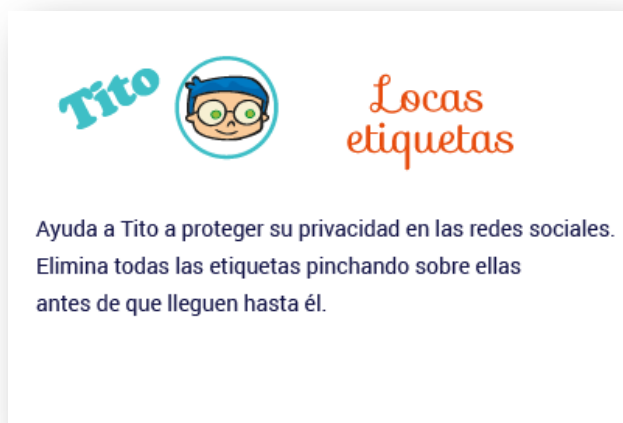 Tito
Locas
etiquetas
Ayuda a Tito a proteger su privacidad en las redes sociales.
Elimina todas las etiquetas pinchando sobre ellas
antes de que lleguen hasta él.